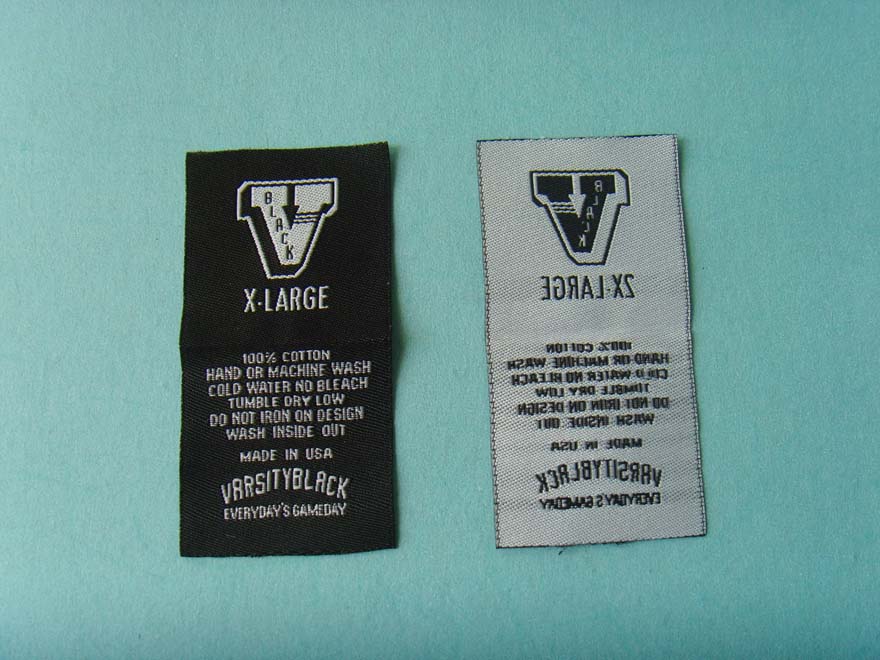 BLACK
X-LARGE
100% COTTON
HAND OR MACHINE WASH
COLD WATER NO BLEACH
TUMBLE DRY LOW
DO NOT IRON ON DESIGN
WASH INSIDE OUT
MADE IN USA
VARSITYBLACK
EVERYDAY'S GAMEDAY
BLACK
2X-LARGE
100% COTTON
HAND OR MACHINE WASH
COLD WATER NO BLEACH
TUMBLE DRY LOW
DO NOT IRON ON DESIGN
WASH INSIDE OUT
MADE IN USA
VARSITYBLACK
EVERYDAY'S GAMEDAY